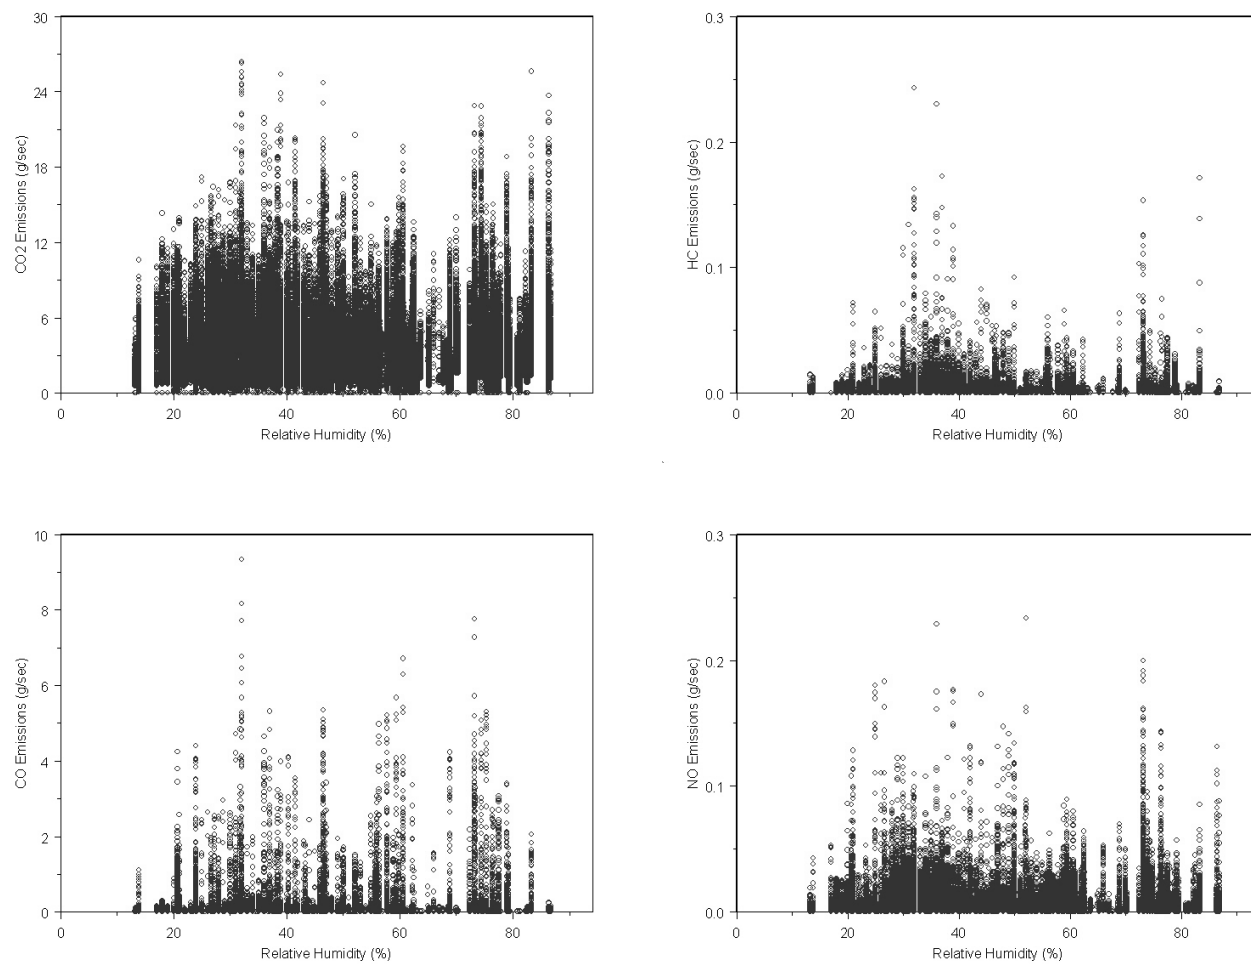 30
24
18
12
6
0
CO2 Emissions (g/sec)
0 20 40 60 80
Relative Humidity (%)
0.3
0.2
0.1
0.0
HC Emissions (g/sec)
0 20 40 60 80
Relative Humidity (%)
10
8
6
4
2
0
CO Emissions (g/sec)
0 20 40 60 80
Relative Humidity (%)
0.3
0.2
0.1
0.0
NO Emissions (g/sec)
0 20 40 60 80
Relative Humidity (%)